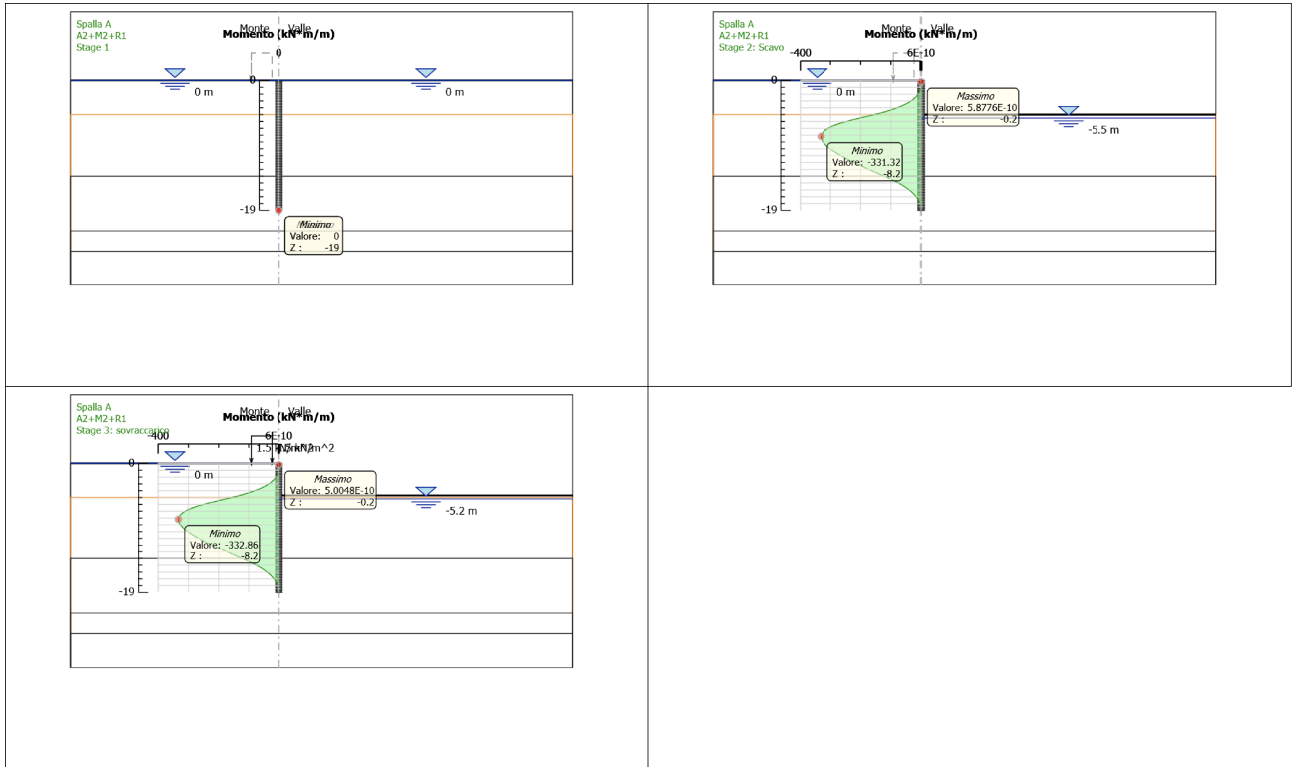 Spalla A
A2+M2+R1
Stage 1
Monte Valle
Momento (kN*m/m)
0
0
0 m
0 m
-19
Minimo
Valore: 0
Z : -19
Spalla A
A2+M2+R1
Stage 2: Scavo
Monte Valle
Momento (kN*m/m)
-400
-6E-10
0
0 m
Massimo
Valore: 5.8776E-10
Z : -0.2
-5.5 m
Minimo
Valore: -331.32
Z : -8.2
-19
Spalla A
A2+M2+R1
Stage 3: sovraccarico
Monte Valle
Momento (kN*m/m)
-400
6E-10
0
0 m
Massimo
Valore: 5.0048E-10
Z : -0.2
-5.2 m
Minimo
Valore: -332.86
Z : -8.2
-19